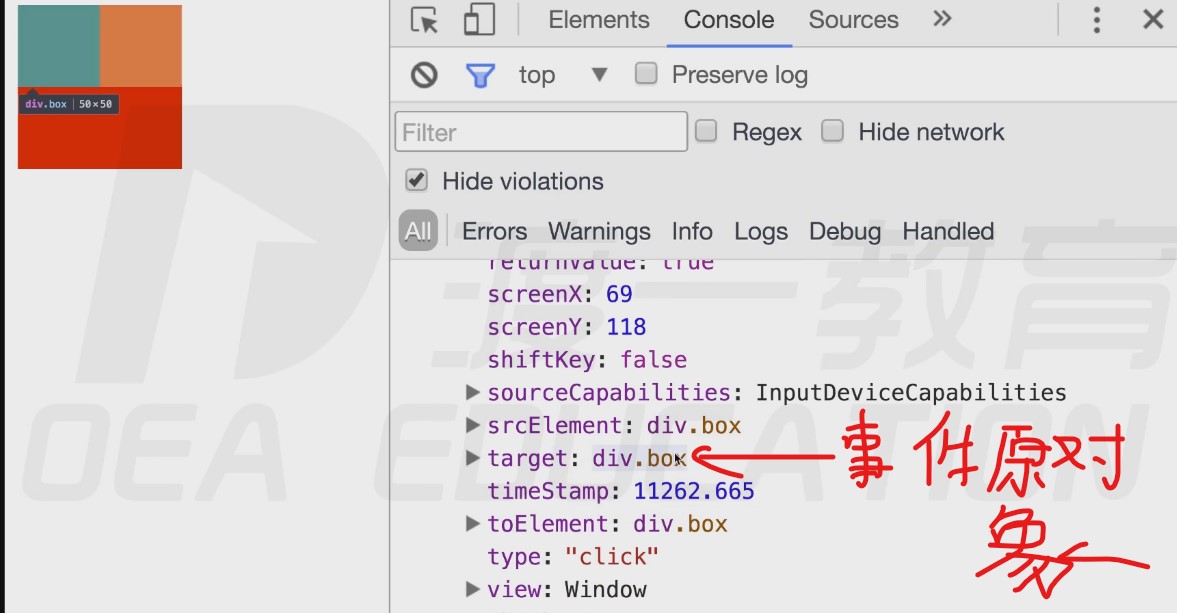 Elements Console Sources
top Preserve log
Filter Regex Hide network
Hide violations
All Errors Warnings Info Logs Debug Handled
div.box 50×50
returnValue: true
screenX: 69
screenY: 118
shiftKey: false
sourceCapabilities: InputDeviceCapabilities
srcElement: div.box
target: div.box
timeStamp: 11262.665
toElement: div.box
type: "click"
view: Window
事件原对
象
渡一教育
DEA EDUCATION